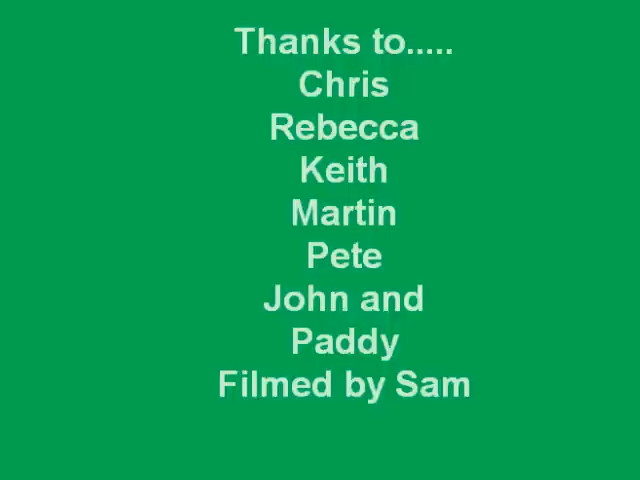 Thanks to.....
Chris
Rebecca
Keith
Martin
Pete
John and
Paddy
Filmed by Sam